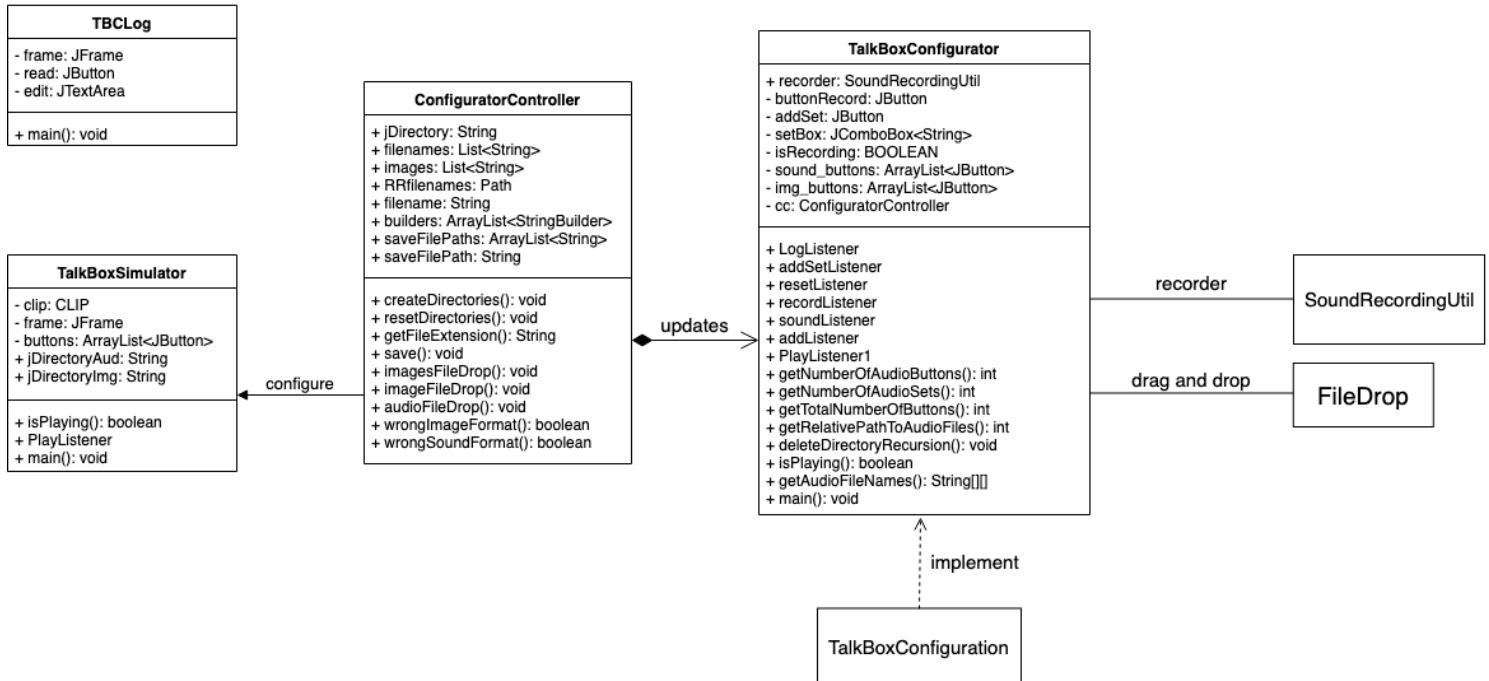 TBCLog
- frame: JFrame
- read: JButton
- edit: JTextArea
+ main(): void
TalkBoxSimulator
- clip: CLIP
- frame: JFrame
- buttons: ArrayList<JButton>
+ jDirectoryAud: String
+ jDirectoryImg: String
+ isPlaying(): boolean
+ PlayListener
+ main(): void
configure
ConfiguratorController
+ jDirectory: String
+ filenames: List<String>
+ images: List<String>
+ RRfilenames: Path
+ filename: String
+ builders: ArrayList<StringBuilder>
+ saveFilePaths: ArrayList<String>
+ saveFilePath: String
+ createDirectories(): void
+ resetDirectories(): void
+ getFileExtension(): String
+ save(): void
+ imagesFileDrop(): void
+ imageFileDrop(): void
+ audioFileDrop(): void
+ wrongImageFormat(): boolean
+ wrongSoundFormat(): boolean
updates
TalkBoxConfigurator
+ recorder: SoundRecordingUtil
- buttonRecord: JButton
- addSet: JButton
- setBox: JComboBox<String>
- isRecording: BOOLEAN
- sound_buttons: ArrayList<JButton>
- img_buttons: ArrayList<JButton>
- cc: ConfiguratorController
+ LogListener
+ addSetListener
+ resetListener
+ recordListener
+ soundListener
+ addListener
+ PlayListener1
+ getNumberOfAudioButtons(): int
+ getNumberOfAudioSets(): int
+ getTotalNumberOfButtons(): int
+ getRelativePathToAudioFiles(): int
+ deleteDirectoryRecursion(): void
+ isPlaying(): boolean
+ getAudioFileNames(): String[][]
+ main(): void
recorder
SoundRecordingUtil
drag and drop
FileDrop
implement
TalkBoxConfiguration